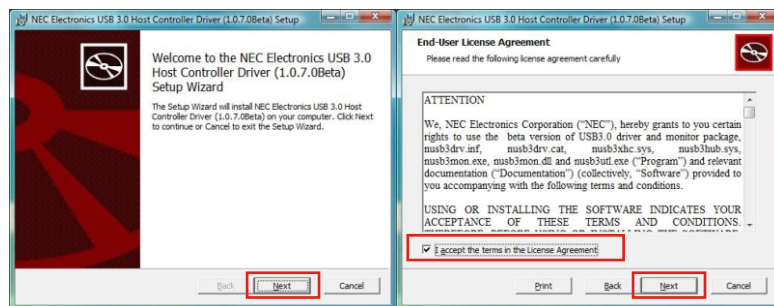 NEC Electronics USB 3.0 Host Controller Driver (1.0.7.0Beta) Setup
Welcome to the NEC Electronics USB 3.0
Host Controller Driver (1.0.7.0Beta)
Setup Wizard
The Setup Wizard will install NEC Electronics USB 3.0 Host
Controller Driver (1.0.7.0Beta) on your computer. Click Next
to continue or Cancel to exit the Setup Wizard.
Back
Next
Cancel
NEC Electronics USB 3.0 Host Controller Driver (1.0.7.0Beta) Setup
End-User License Agreement
Please read the following license agreement carefully
ATTENTION
We, NEC Electronics Corporation ("NEC"), hereby grants to you certain
rights to use the beta version of USB3.0 driver and monitor package,
nusb3drv.inf, nusb3drv.cat, nusb3xhc.sys, nusb3hub.sys,
nusb3mon.exe, nusb3mon.dll and nusb3utl.exe ("Program") and relevant
documentation ("Documentation") (collectively, "Software") provided to
you accompanying with the following terms and conditions.
USING OR INSTALLING THE SOFTWARE INDICATES YOUR
ACCEPTANCE OF THESE TERMS AND CONDITIONS.
THEREFORE, BEFORE USING OR INSTALLING THE SOFTWARE,
I accept the terms in the License Agreement
Print
Back
Next
Cancel